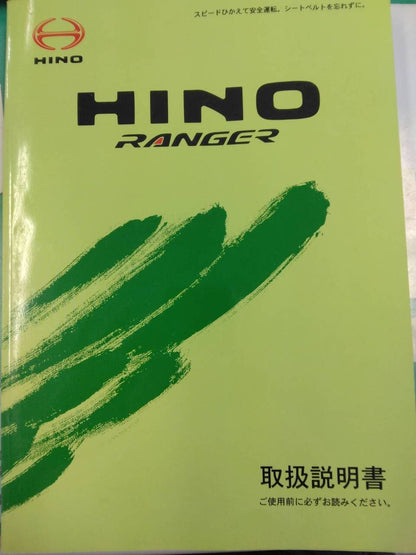 スピードひかえて安全運転。シートベルトを忘れずに。
HINO
HINO
RANGER
取扱説明書
ご使用前に必ずお読みください。